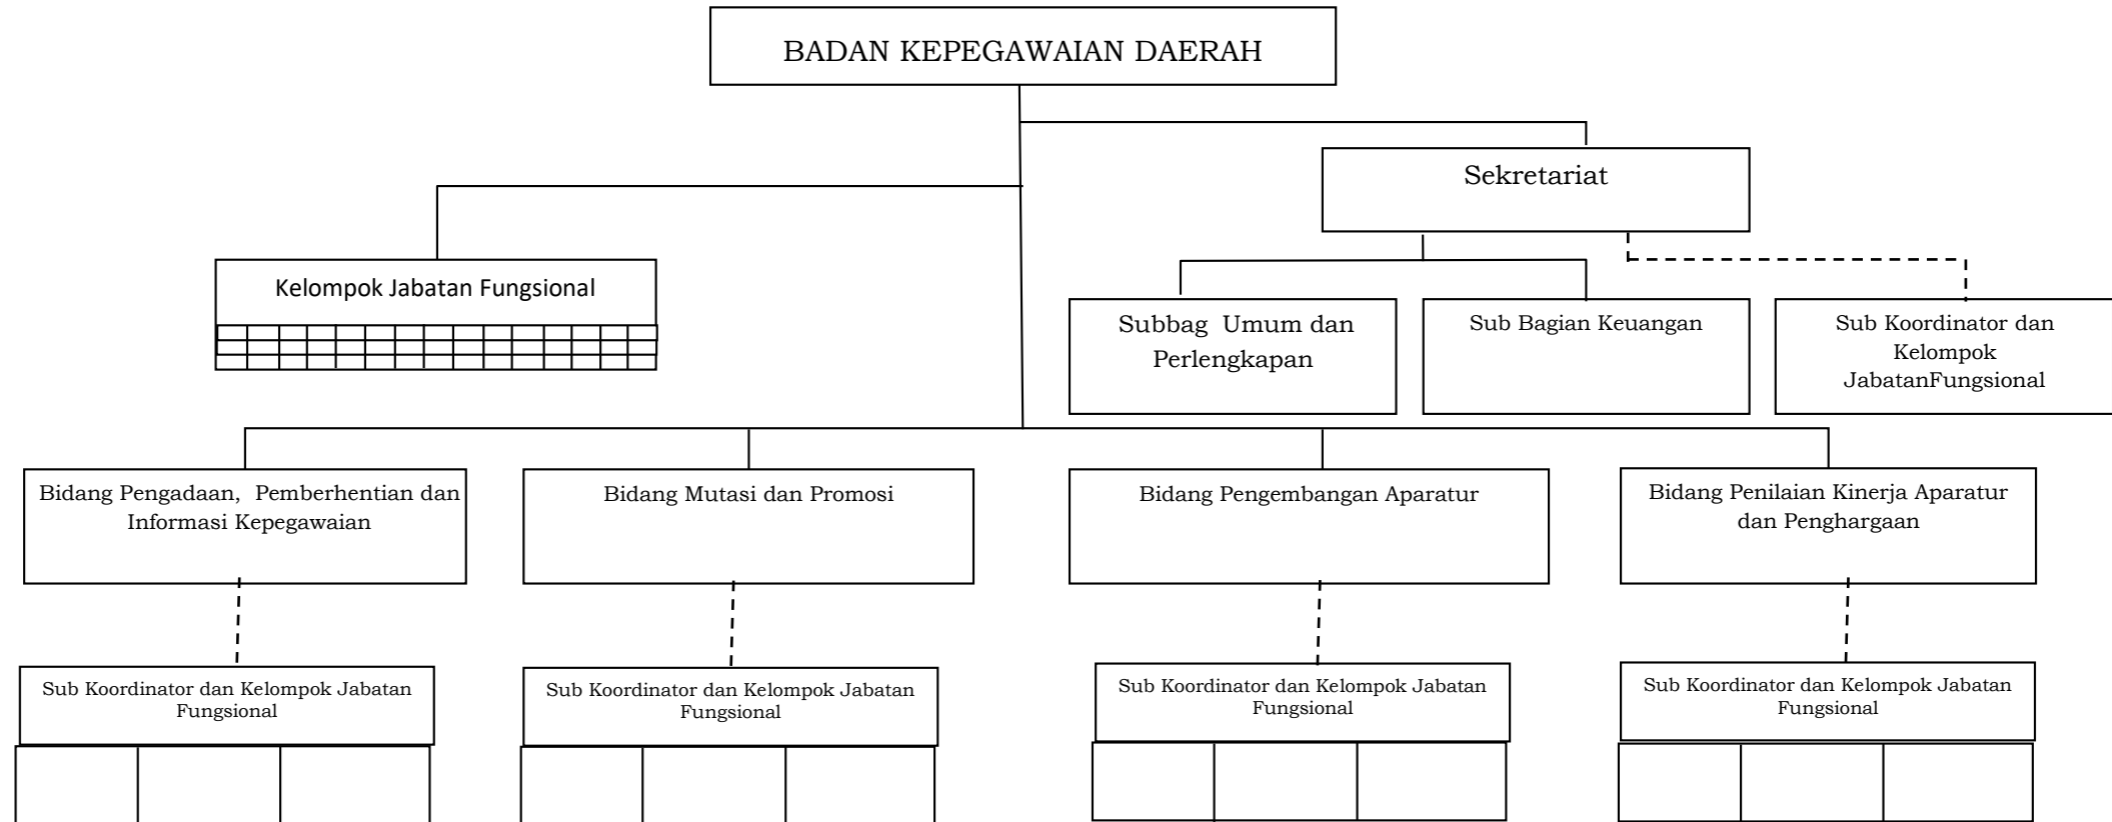 BADAN KEPEGAWAIAN DAERAH
Sekretariat
Kelompok Jabatan Fungsional
Subbag  Umum dan
Perlengkapan
Sub Bagian Keuangan
Sub Koordinator dan
Kelompok
JabatanFungsional
Bidang Pengadaan,  Pemberhentian dan
Informasi Kepegawaian
Bidang Mutasi dan Promosi
Bidang Pengembangan Aparatur
Bidang Penilaian Kinerja Aparatur
dan Penghargaan
Sub Koordinator dan Kelompok Jabatan
Fungsional
Sub Koordinator dan Kelompok Jabatan
Fungsional
Sub Koordinator dan Kelompok Jabatan
Fungsional
Sub Koordinator dan Kelompok Jabatan
Fungsional